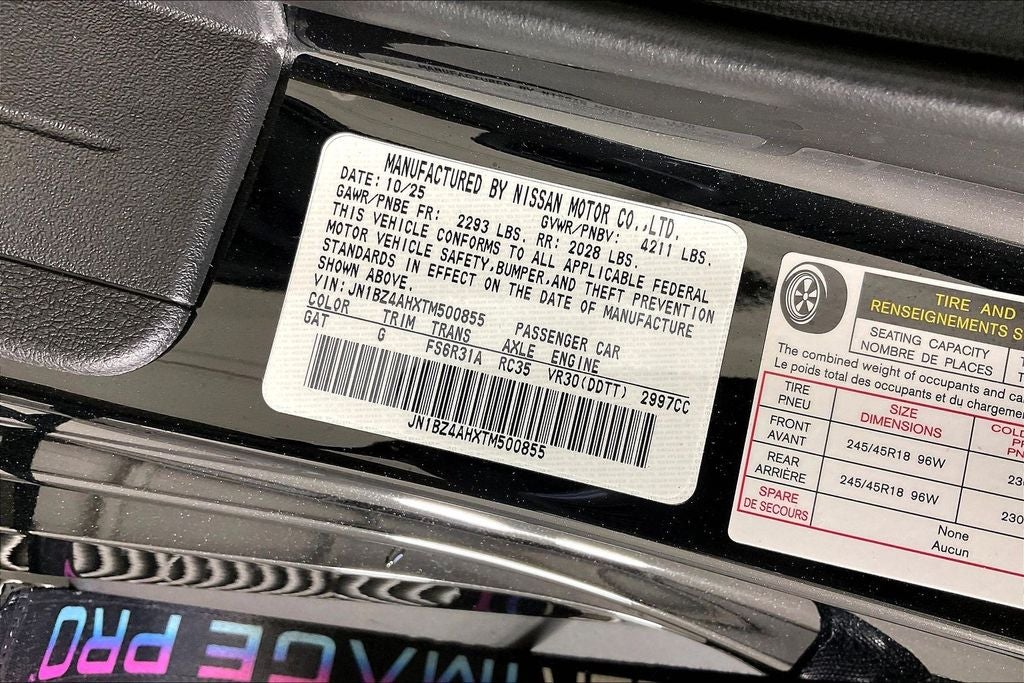 MANUFACTURED BY NISSAN MOTOR CO.,LTD.
DATE: 10/25 GVWR/PNBV: 4211 LBS.
GAWR/PNBE FR: 2293 LBS. RR: 2028 LBS.
THIS VEHICLE CONFORMS TO ALL APPLICABLE FEDERAL
MOTOR VEHICLE SAFETY,BUMPER,AND THEFT PREVENTION
STANDARDS IN EFFECT ON THE DATE OF MANUFACTURE
SHOWN ABOVE.
VIN: JN1BZ4AHXTM500855 PASSENGER CAR
COLOR TRIM TRANS AXLE ENGINE
GAT G FS6R31A RC35 VR30(DDTT) 2997CC
JN1BZ4AHXTM500855
TIRE AND
RENSEIGNEMENTS
SEATING CAPACITY
NOMBRE DE PLACES
The combined weight of occupants and
Le poids total des occupants et du
TIRE SIZE
PNEU DIMENSIONS
FRONT 245/45R18 96W
AVANT
REAR 245/45R18 96W 230
ARRIÈRE
SPARE None
DE SECOURS Aucun
IMAGE PRO